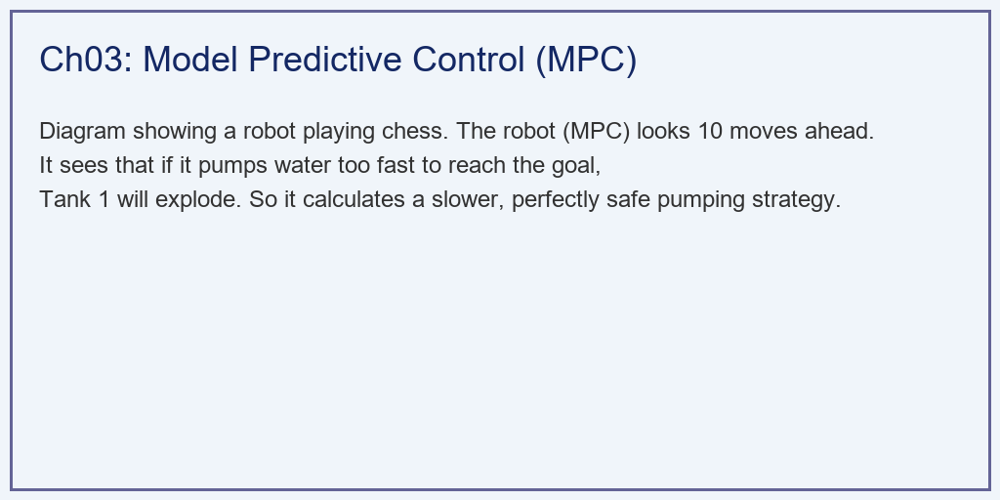 Ch03: Model Predictive Control (MPC)
Diagram showing a robot playing chess. The robot (MPC) looks 10 moves ahead.
It sees that if it pumps water too fast to reach the goal,
Tank 1 will explode. So it calculates a slower, perfectly safe pumping strategy.